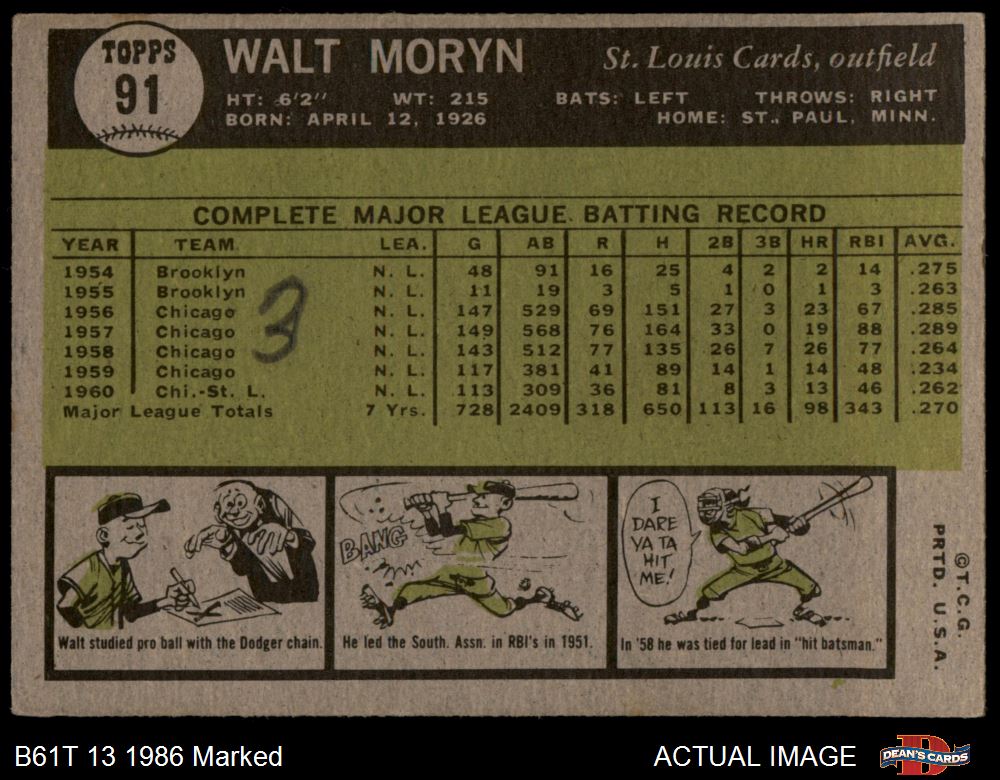 TOPPS
91
WALT MORYN
St. Louis Cards, outfield
HT: 6'2" WT: 215 BATS: LEFT THROWS: RIGHT
BORN: APRIL 12, 1926 HOME: ST., PAUL, MINN.
COMPLETE MAJOR LEAGUE BATTING RECORD
YEAR TEAM LEA. G AB R H 2B 3B HR RBI AVG.
1954 Brooklyn N. L. 48 91 16 25 4 2 2 14 .275
1955 Brooklyn N. L. 11 19 3 5 1 0 1 3 .263
1956 Chicago N. L. 147 529 69 151 27 3 23 67 .285
1957 Chicago N. L. 149 568 76 164 33 0 19 88 .289
1958 Chicago N. L. 143 512 77 135 26 7 26 77 .264
1959 Chicago N. L. 117 381 41 89 14 1 14 48 .234
1960 Chi.-St. L. N. L. 113 309 36 81 8 3 13 46 .262
Major League Totals 7 Yrs. 728 2409 318 650 113 16 98 343 .270
3
Walt studied pro ball with the Dodger chain.
BANG
He led the South. Assn. in RBI's in 1951.
I
DARE
YA TA
HIT
ME!
In '58 he was tied for lead in "hit batsman."
©T.C.G.
PRTD. U.S.A.
B61T 13 1986 Marked
ACTUAL IMAGE
DEAN'S CARDS